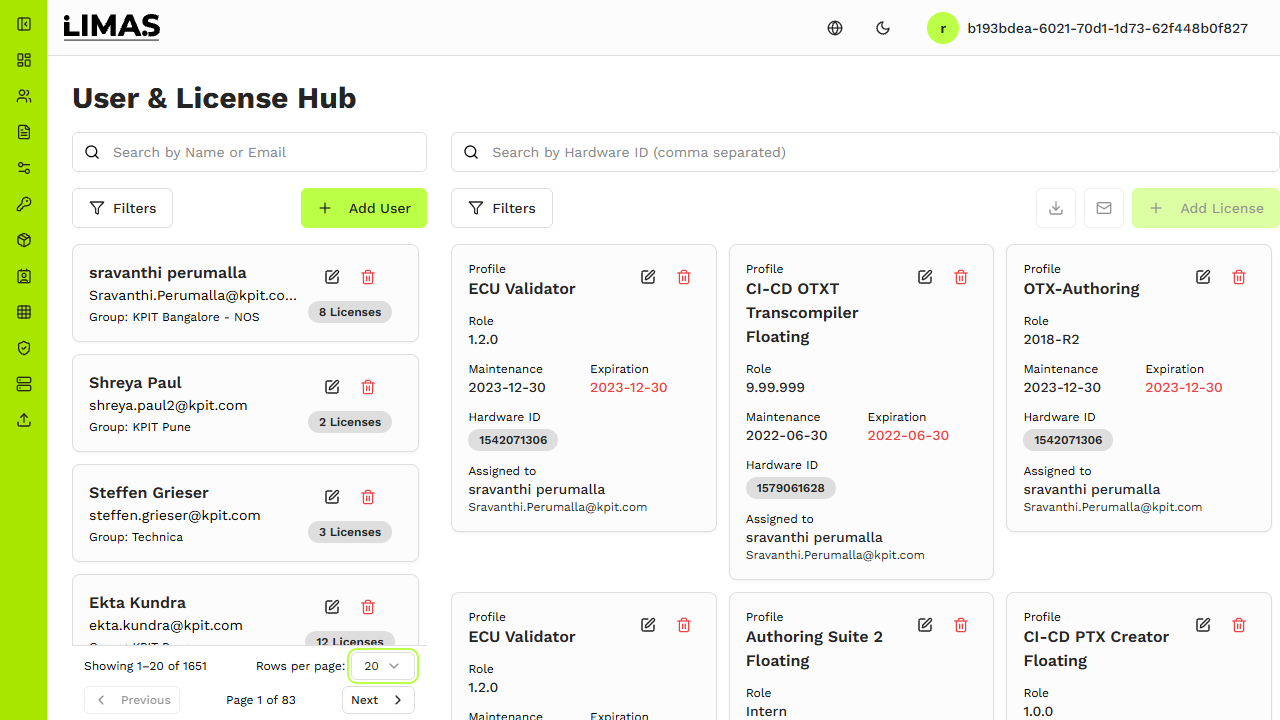 LIMAS
r
b193bdea-6021-70d1-1d73-62f448b0f827
User & License Hub
Search by Name or Email
Search by Hardware ID (comma separated)
Filters
Add User
Filters
Add License
sravanthi perumalla
Sravanthi.Perumalla@kpit.co...
Group: KPIT Bangalore - NOS
8 Licenses
Shreya Paul
shreya.paul2@kpit.com
Group: KPIT Pune
2 Licenses
Steffen Grieser
steffen.grieser@kpit.com
Group: Technica
3 Licenses
Ekta Kundra
ekta.kundra@kpit.com
12 Licenses
Showing 1–20 of 1651
Rows per page:
20
Previous
Page 1 of 83
Next
Profile
ECU Validator
Role
1.2.0
Maintenance
2023-12-30
Expiration
2023-12-30
Hardware ID
1542071306
Assigned to
sravanthi perumalla
Sravanthi.Perumalla@kpit.com
Profile
CI-CD OTXT
Transcompiler
Floating
Role
9.99.999
Maintenance
2022-06-30
Expiration
2022-06-30
Hardware ID
1579061628
Assigned to
sravanthi perumalla
Sravanthi.Perumalla@kpit.com
Profile
OTX-Authoring
Role
2018-R2
Maintenance
2023-12-30
Expiration
2023-12-30
Hardware ID
1542071306
Assigned to
sravanthi perumalla
Sravanthi.Perumalla@kpit.com
Profile
ECU Validator
Role
1.2.0
Maintenance
Expiration
Profile
Authoring Suite 2
Floating
Role
Intern
Profile
CI-CD PTX Creator
Floating
Role
1.0.0